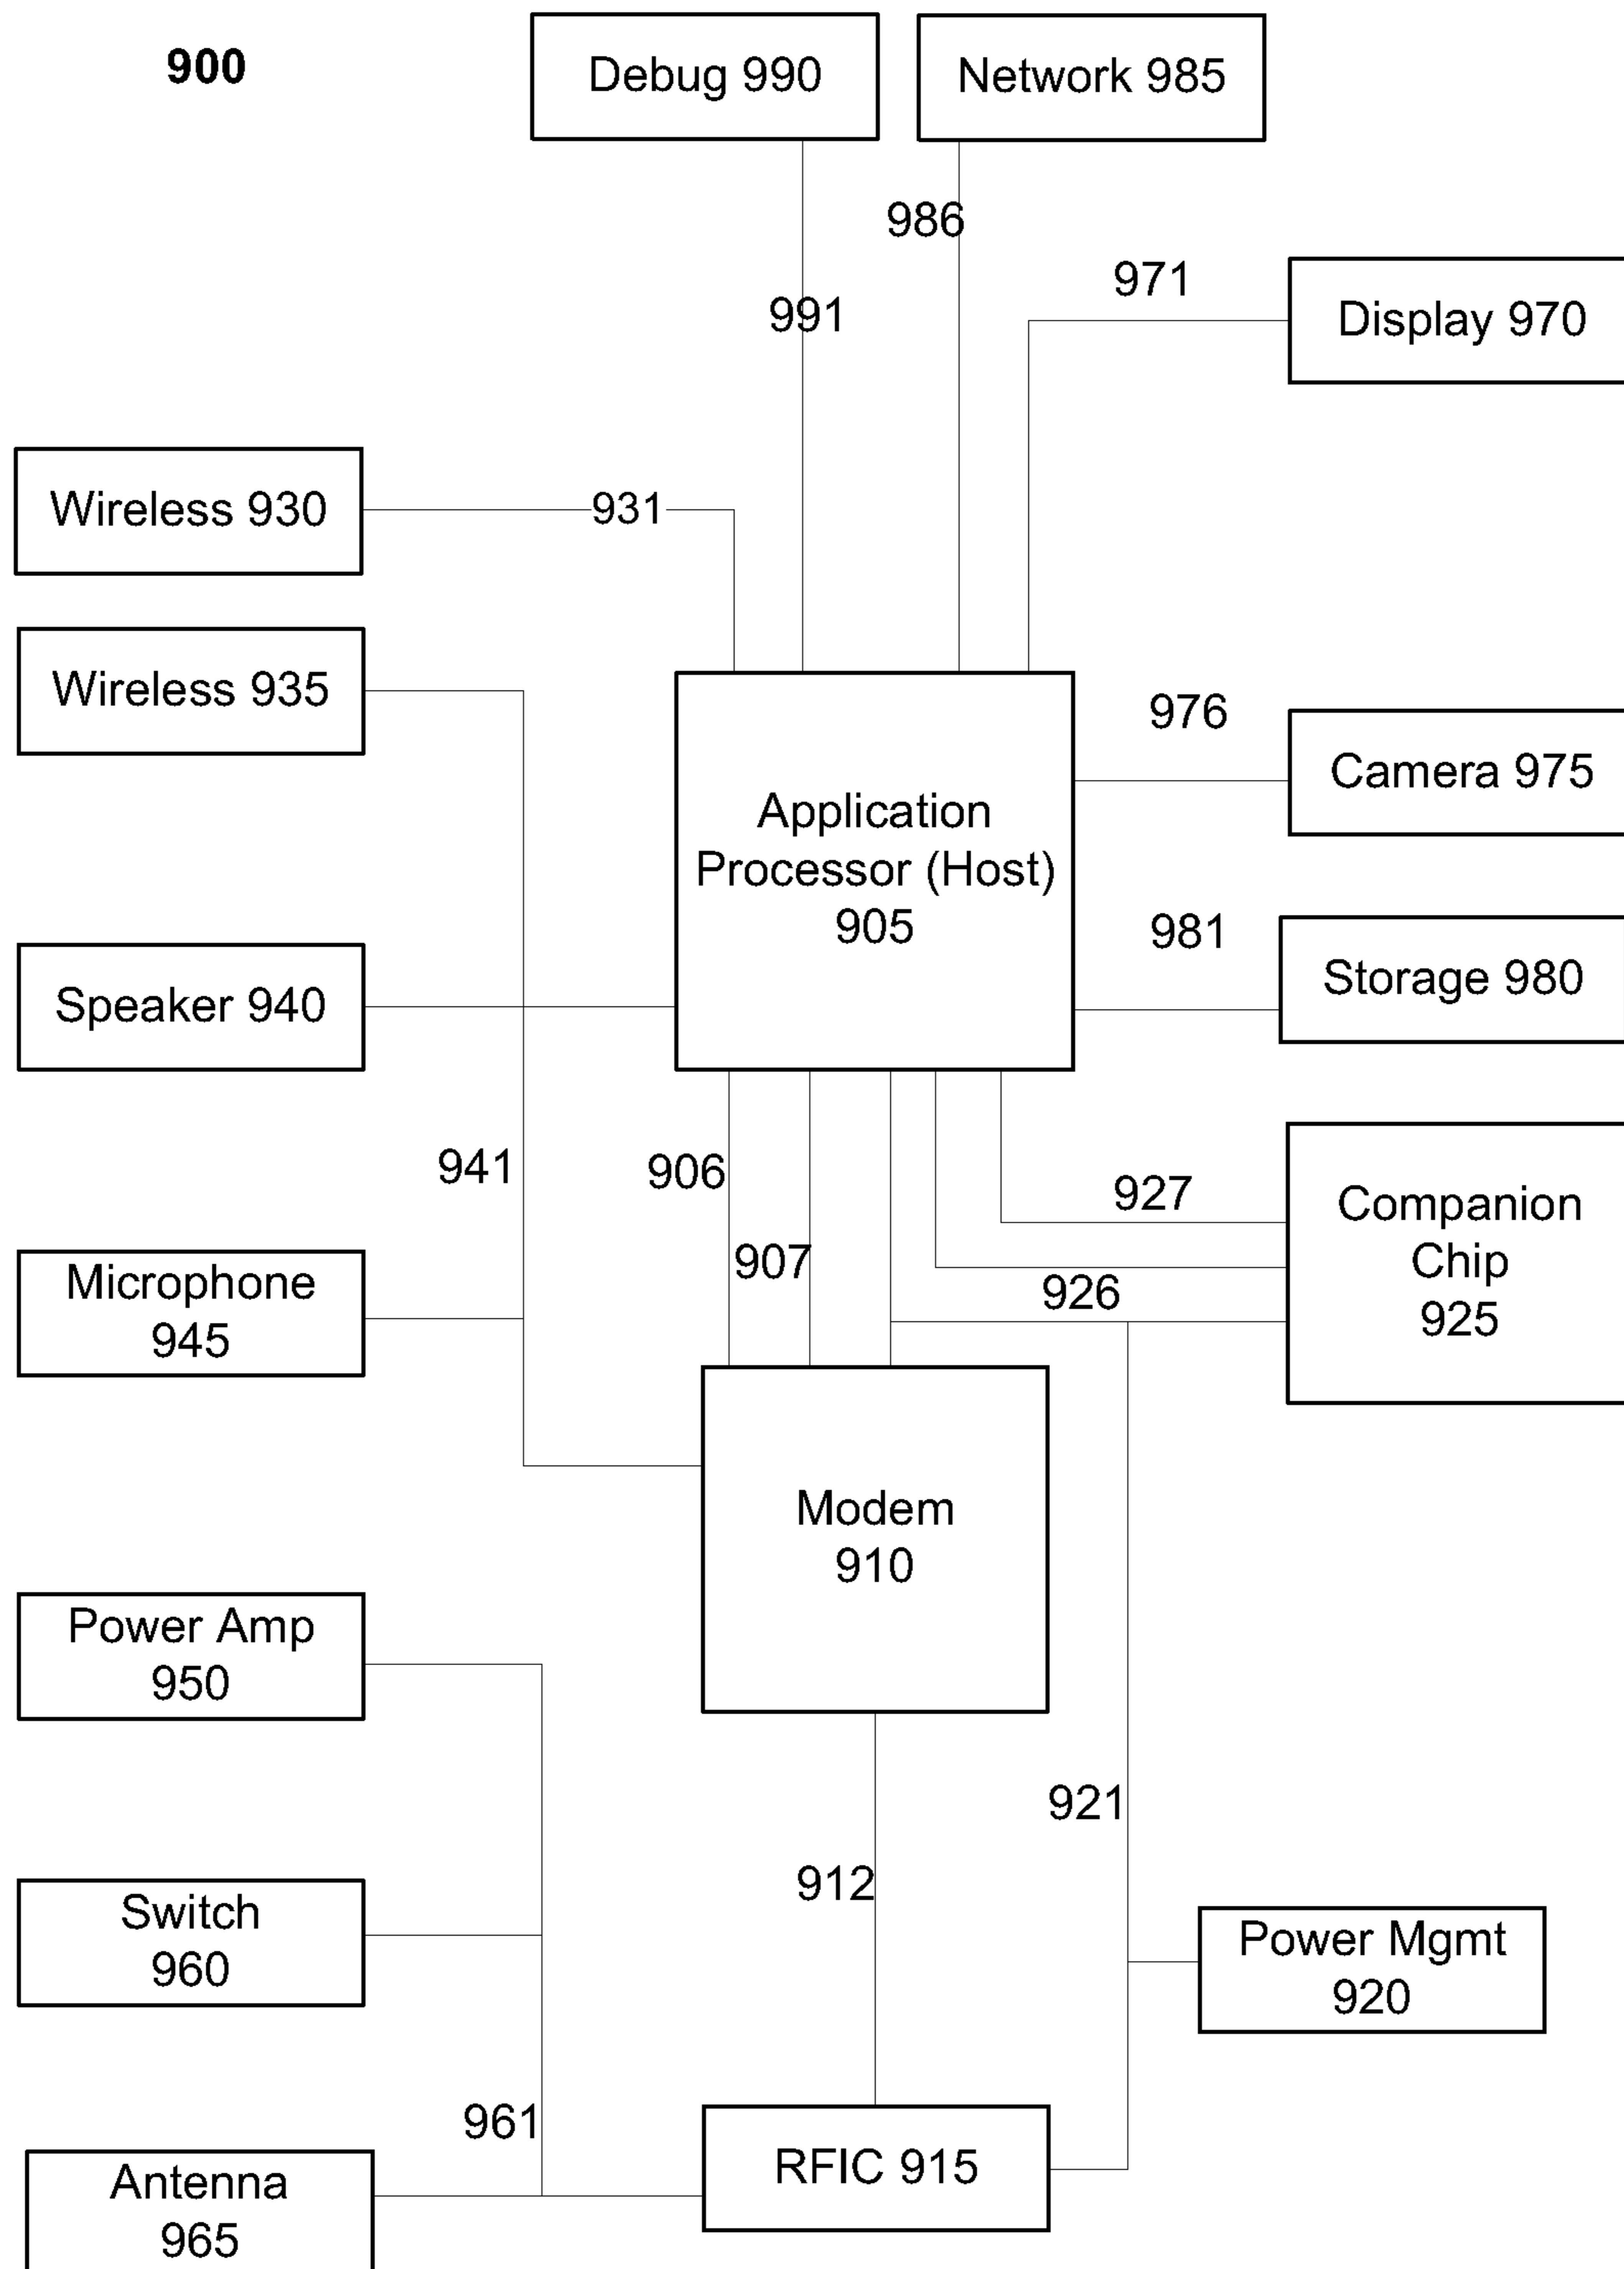 900
Debug 990
Network 985
986
971
991
Display 970
Wireless 930
931
Wireless 935
976
Camera 975
Application
Processor (Host)
905
981
Storage 980
Speaker 940
941
906
927
Companion
Chip
925
907
926
Microphone
945
Modem
910
Power Amp
950
921
912
Switch
960
Power Mgmt
920
961
RFIC 915
Antenna
965